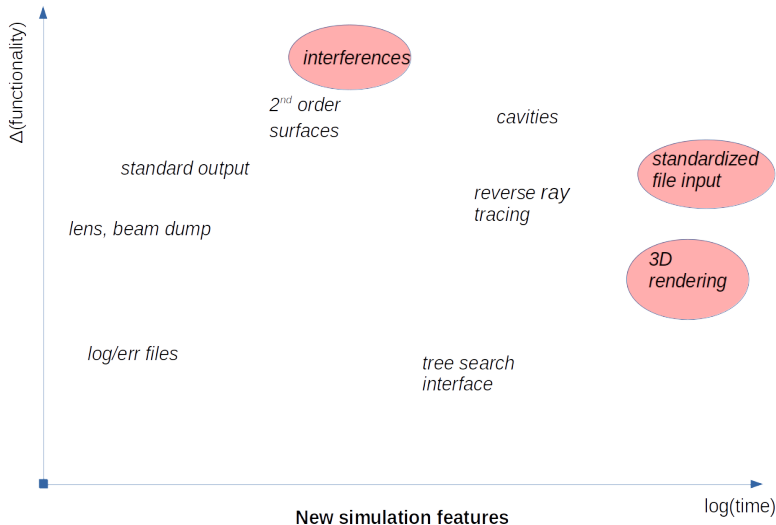 Δ(functionality)
interferences
2nd order
surfaces
cavities
standard output
standardized
file input
reverse ray
tracing
lens, beam dump
3D
rendering
log/err files
tree search
interface
log(time)
New simulation features